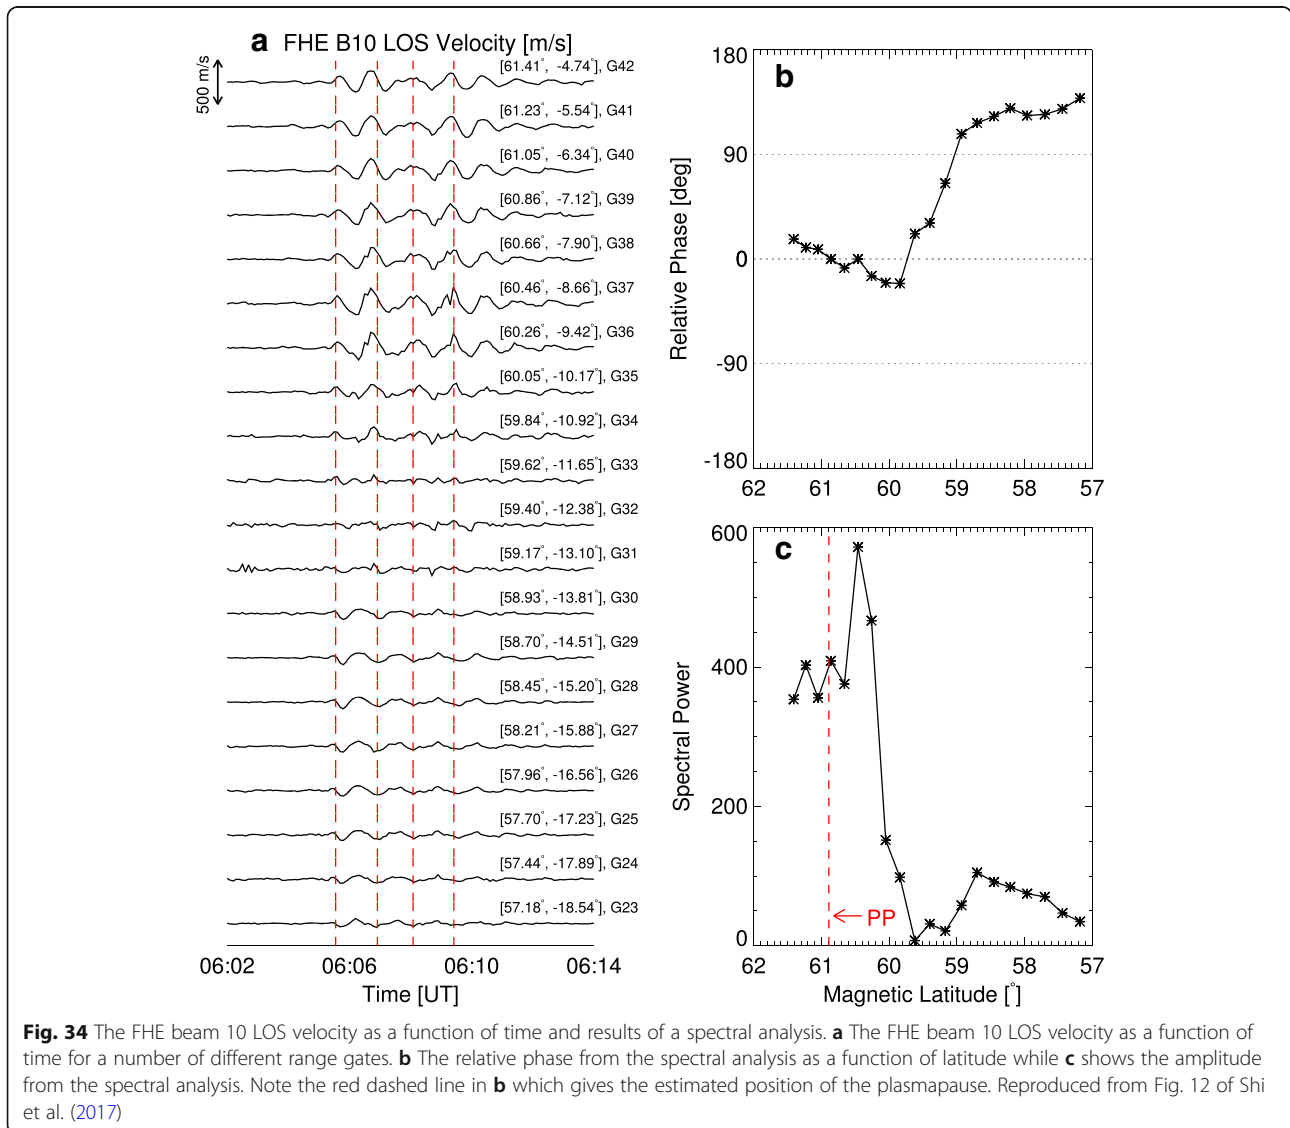 a FHE B10 LOS Velocity [m/s]
500 m/s
[61.41°, -4.74°], G42
[61.23°, -5.54°], G41
[61.05°, -6.34°], G40
[60.86°, -7.12°], G39
[60.66°, -7.90°], G38
[60.46°, -8.66°], G37
[60.26°, -9.42°], G36
[60.05°, -10.17°], G35
[59.84°, -10.92°], G34
[59.62°, -11.65°], G33
[59.40°, -12.38°], G32
[59.17°, -13.10°], G31
[58.93°, -13.81°], G30
[58.70°, -14.51°], G29
[58.45°, -15.20°], G28
[58.21°, -15.88°], G27
[57.96°, -16.56°], G26
[57.70°, -17.23°], G25
[57.44°, -17.89°], G24
[57.18°, -18.54°], G23
06:02 06:06 06:10 06:14
Time [UT]
b
Relative Phase [deg]
180
90
0
-90
-180
62 61 60 59 58 57
c
Spectral Power
600
400
200
0
PP
62 61 60 59 58 57
Magnetic Latitude [°]
Fig. 34 The FHE beam 10 LOS velocity as a function of time and results of a spectral analysis. a The FHE beam 10 LOS velocity as a function of
time for a number of different range gates. b The relative phase from the spectral analysis as a function of latitude while c shows the amplitude
from the spectral analysis. Note the red dashed line in b which gives the estimated position of the plasmapause. Reproduced from Fig. 12 of Shi
et al. (2017)